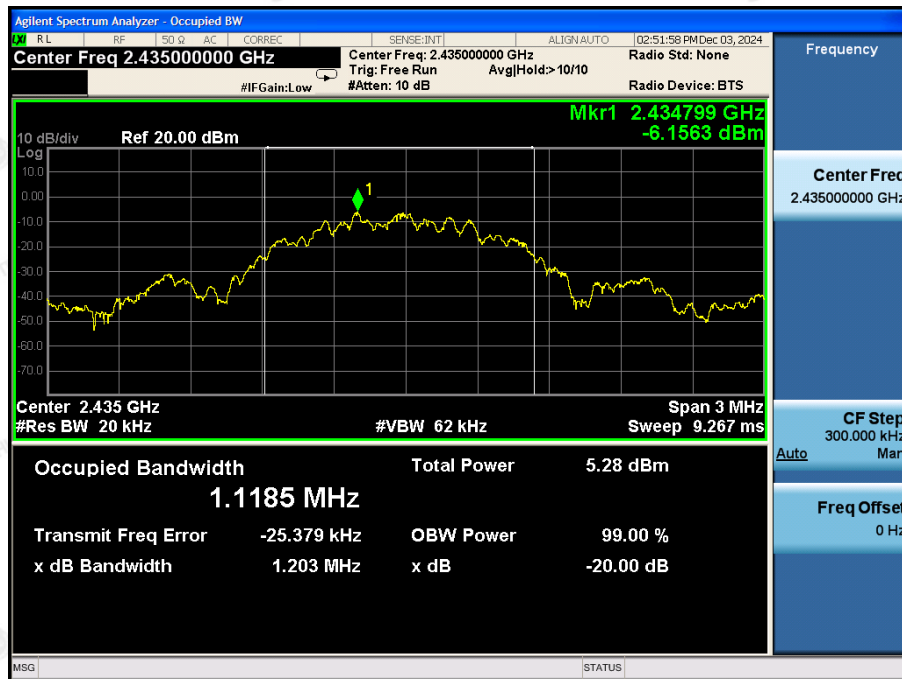 Agilent Spectrum Analyzer - Occupied BW
LXI RL RF 50 Ω AC CORREC SENSE:INT ALIGN AUTO 02:51:58 PM Dec 03, 2024
Center Freq 2.435000000 GHz
Center Freq: 2.435000000 GHz
Radio Std: None
Trig: Free Run Avg|Hold:>10/10
#IFGain:Low
#Atten: 10 dB
Radio Device: BTS
Frequency
Mkr1 2.434799 GHz
-6.1563 dBm
10 dB/div Ref 20.00 dBm
Log
10.0
0.00
-10.0
-20.0
-30.0
-40.0
-50.0
-60.0
-70.0
1
Center Freq
2.435000000 GHz
Center 2.435 GHz
Span 3 MHz
#Res BW 20 kHz
#VBW 62 kHz
Sweep 9.267 ms
CF Step
300.000 kHz
Auto Man
Occupied Bandwidth
1.1185 MHz
Total Power 5.28 dBm
Transmit Freq Error -25.379 kHz
OBW Power 99.00 %
x dB Bandwidth 1.203 MHz
x dB -20.00 dB
Freq Offset
0 Hz
MSG
STATUS